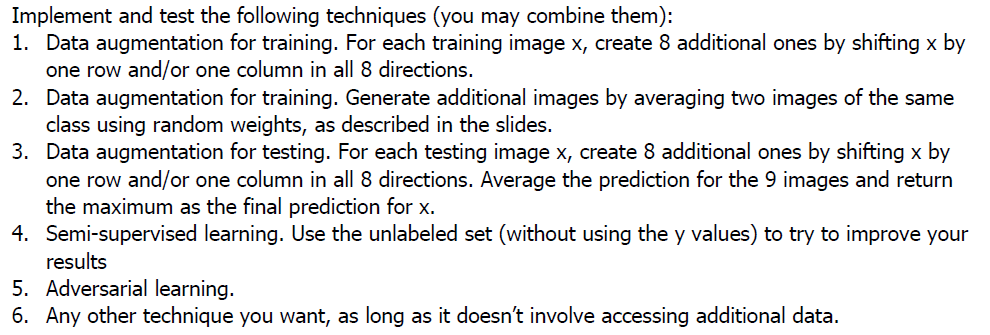 Implement and test the following techniques (you may combine them):
1. Data augmentation for training. For each training image x, create 8 additional ones by shifting x by
one row and/or one column in all 8 directions.
2. Data augmentation for training. Generate additional images by averaging two images of the same
class using random weights, as described in the slides.
3. Data augmentation for testing. For each testing image x, create 8 additional ones by shifting x by
one row and/or one column in all 8 directions. Average the prediction for the 9 images and return
the maximum as the final prediction for x.
4. Semi-supervised learning. Use the unlabeled set (without using the y values) to try to improve your
results
5. Adversarial learning.
6. Any other technique you want, as long as it doesn't involve accessing additional data.